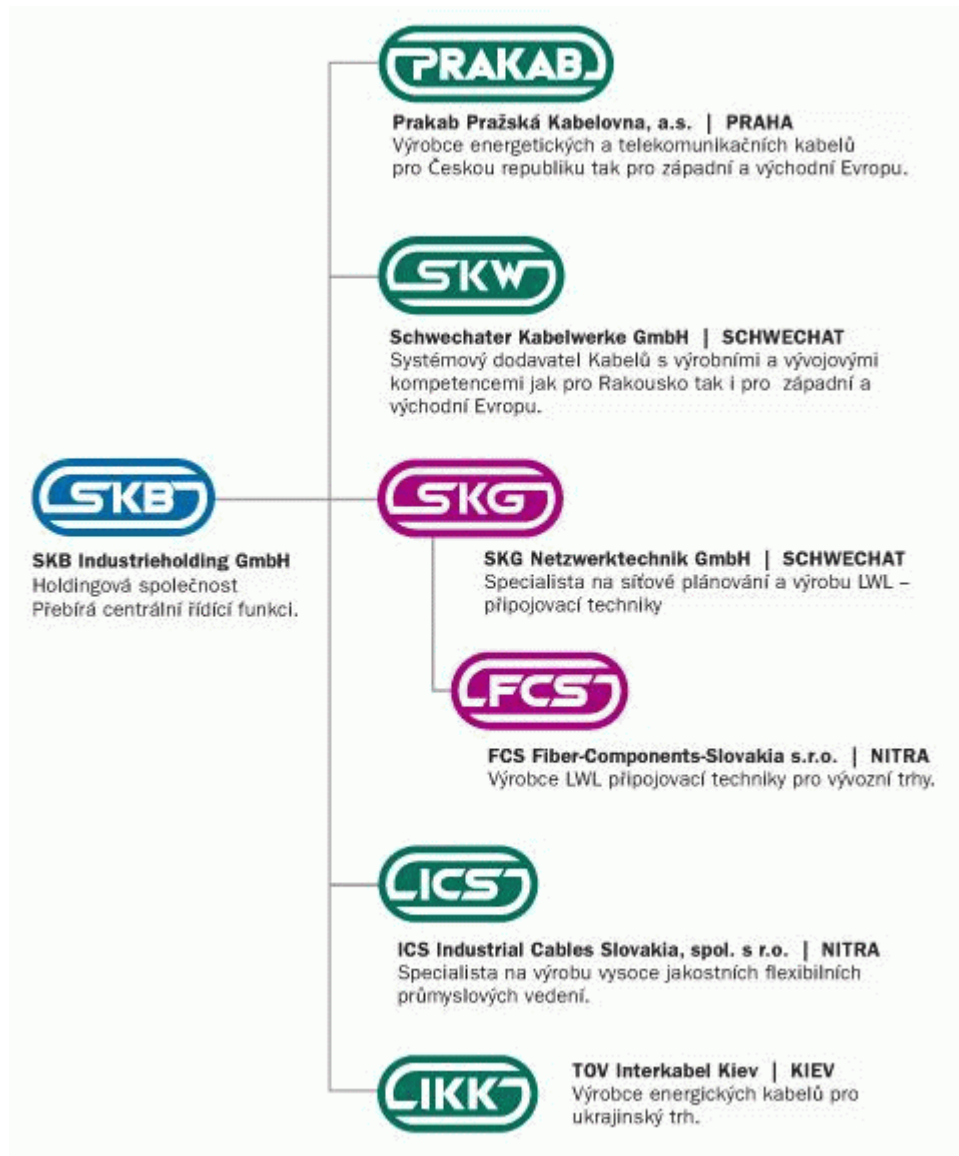 PRAKAB
Prakab Pražská Kabelovna, a.s. | PRAHA
Výrobce energetických a telekomunikačních kabelů
pro Českou republiku tak pro západní a východní Evropu.
SKW
Schwechater Kabelwerke GmbH | SCHWECHAT
Systémový dodavatel Kabelů s výrobními a vývojovými
kompetencemi jak pro Rakousko tak i pro západní a
východní Evropu.
SKB
SKB Industrieholding GmbH
Holdingová společnost
Přebírá centrální řídící funkci.
SKG
SKG Netzwerktechnik GmbH | SCHWECHAT
Specialista na síťové plánování a výrobu LWL –
připojovací techniky
FCS
FCS Fiber-Components-Slovakia s.r.o. | NITRA
Výrobce LWL připojovací techniky pro vývozní trhy.
ICS
ICS Industrial Cables Slovakia, spol. s r.o. | NITRA
Specialista na výrobu vysoce jakostních flexibilních
průmyslových vedení.
IKK
TOV Interkabel Kiev | KIEV
Výrobce energických kabelů pro
ukrajinský trh.